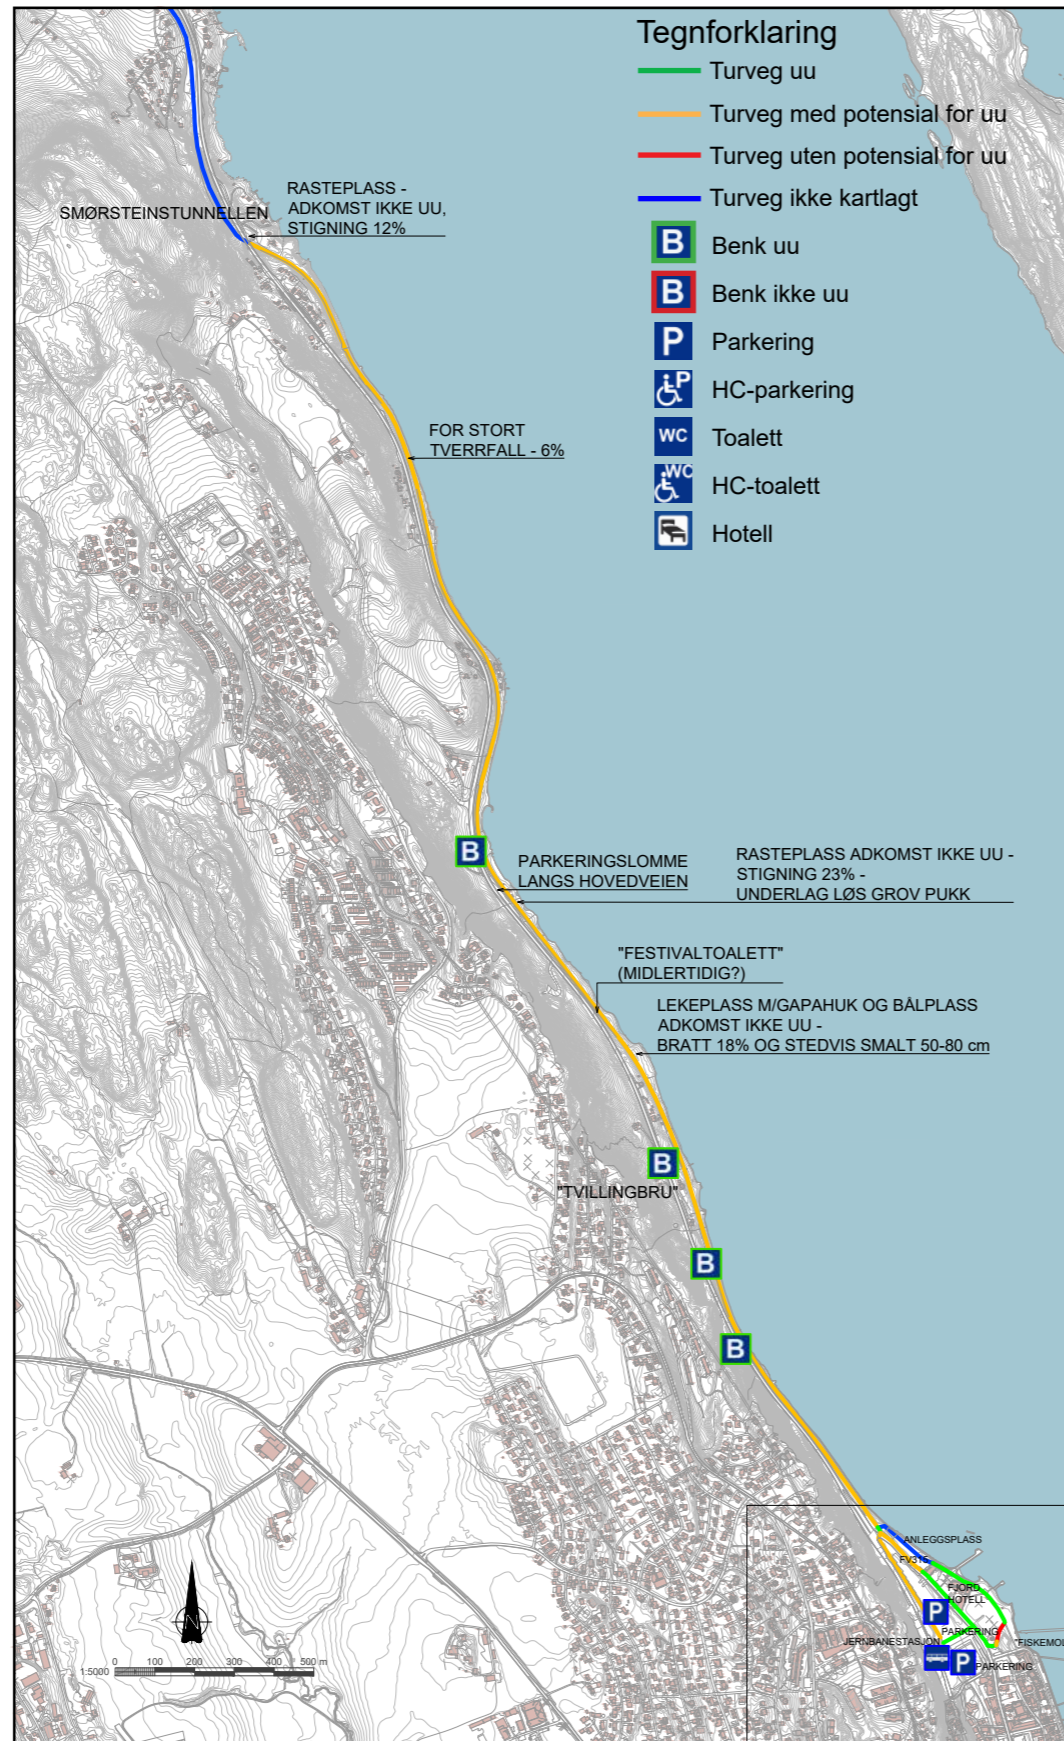 Tegnforklaring
Turveg uu
Turveg med potensial for uu
Turveg uten potensial for uu
Turveg ikke kartlagt
B Benk uu
B Benk ikke uu
P Parkering
P HC-parkering
WC Toalett
WC HC-toalett
Hotell
RASTEPLASS -
ADKOMST IKKE UU,
STIGNING 12%
SMØRSTEINSTUNNELLEN
FOR STORT
TVERRFALL - 6%
B
PARKERINGSLOMME
LANGS HOVEDVEIEN
RASTEPLASS ADKOMST IKKE UU -
STIGNING 23% -
UNDERLAG LØS GROV PUKK
"FESTIVALTOALETT"
(MIDLERTIDIG?)
LEKEPLASS M/GAPAHUK OG BÅLPLASS
ADKOMST IKKE UU -
BRATT 18% OG STEDVIS SMALT 50-80 cm
B
"TVILLINGBRU"
B
B
ANLEGGSPLASS
FV315
FJORD
HOTELL
P
PARKERING
JERNBANESTASJON
"FISKEMO
P
PARKERING
N
1:5000
0 100 200 300 400 500 m